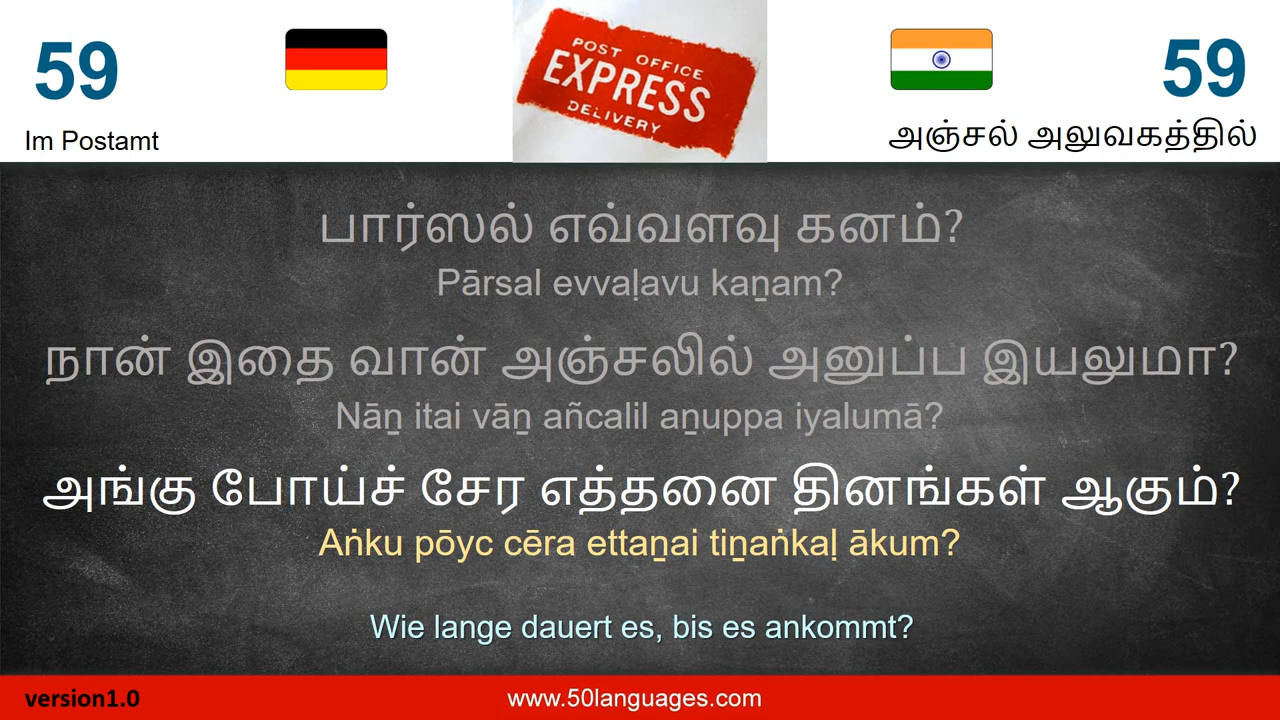 59
Im Postamt
POST OFFICE
EXPRESS
DELIVERY
59
அஞ்சல் அலுவகத்தில்
பார்ஸல் எவ்வளவு கனம்?
Pārsal evvaḷavu kaṉam?
நான் இதை வான் அஞ்சலில் அனுப்ப இயலுமா?
Nāṉ itai vāṉ añcalil aṉuppa iyalumā?
அங்கு போய்ச் சேர எத்தனை தினங்கள் ஆகும்?
Aṅku pōyc cēra ettaṉai tiṉaṅkaḷ ākum?
Wie lange dauert es, bis es ankommt?
version1.0
www.50languages.com